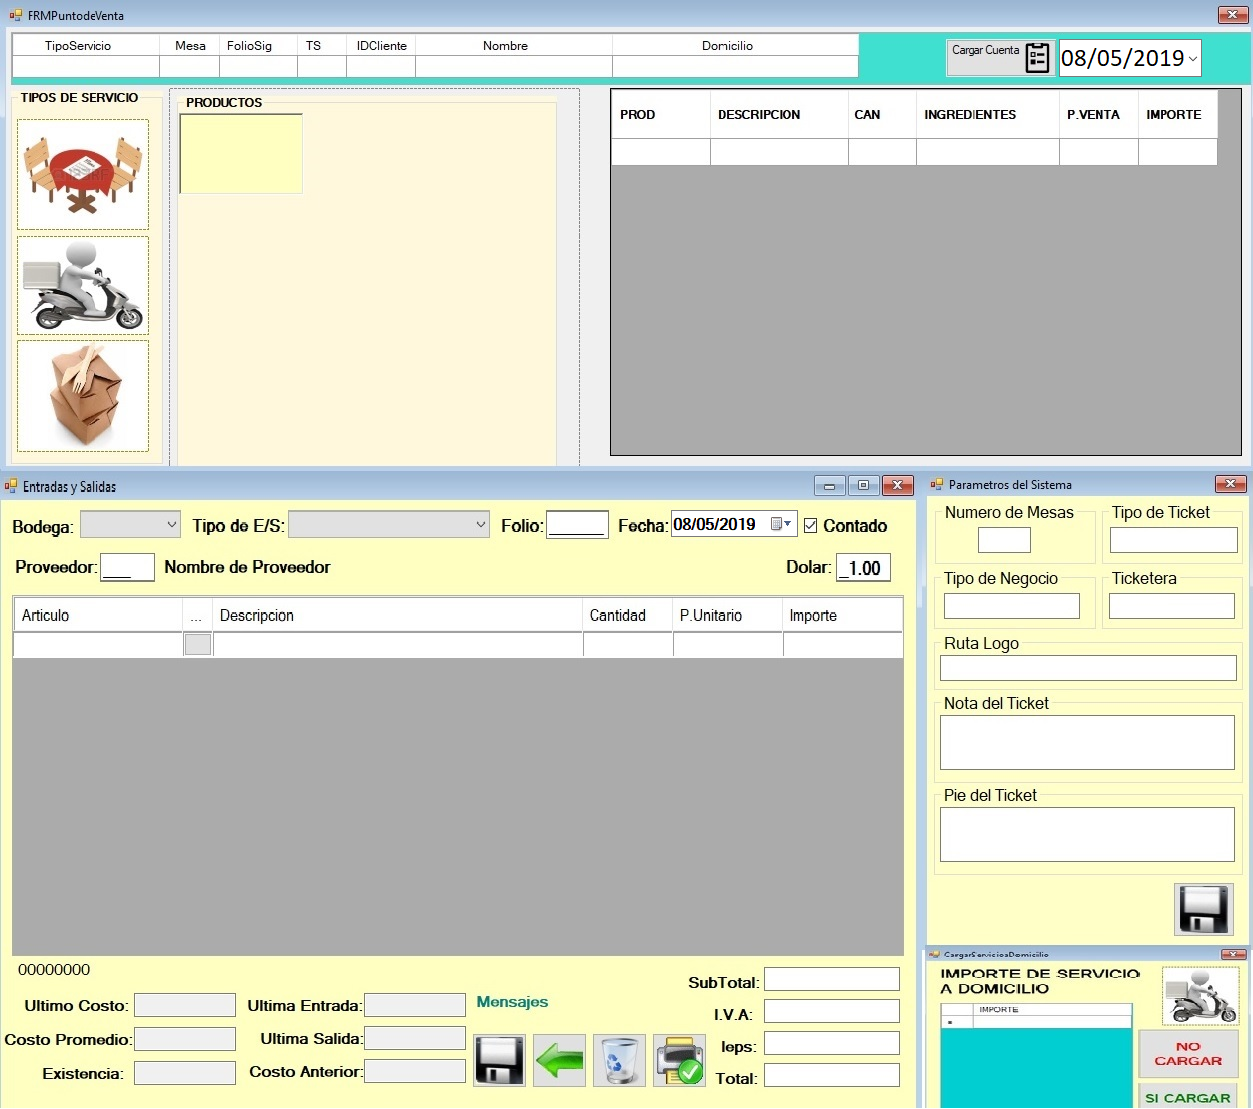 FRMPuntodeVenta
TipoServicio Mesa FolioSig TS IDCliente Nombre Domicilio
Cargar Cuenta 08/05/2019
TIPOS DE SERVICIO
PRODUCTOS
PROD DESCRIPCION CAN INGREDIENTES P.VENTA IMPORTE
Entradas y Salidas
Bodega: Tipo de E/S: Folio: Fecha: 08/05/2019 Contado
Proveedor: ___ Nombre de Proveedor Dolar: _1.00
Articulo ... Descripcion Cantidad P.Unitario Importe
00000000
Ultimo Costo: Ultima Entrada: Mensajes
Costo Promedio: Ultima Salida:
Existencia: Costo Anterior:
SubTotal:
I.V.A:
Ieps:
Total:
Parametros del Sistema
Numero de Mesas Tipo de Ticket
Tipo de Negocio Ticketera
Ruta Logo
Nota del Ticket
Pie del Ticket
CargarServiciosDomicilio
IMPORTE DE SERVICIO
A DOMICILIO
IMPORTE
NO
CARGAR
SI CARGAR